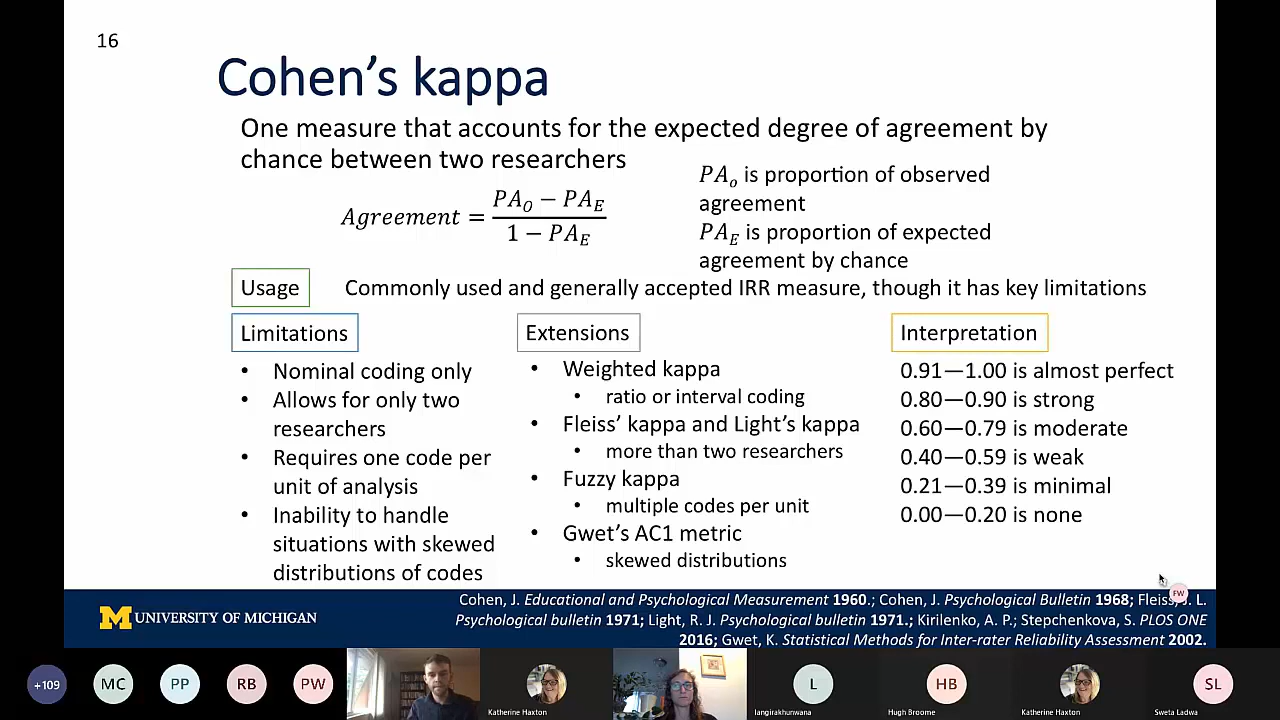 16
Cohen's kappa
One measure that accounts for the expected degree of agreement by
chance between two researchers
Agreement = PA_O − PA_E / 1 − PA_E
PA_o is proportion of observed
agreement
PA_E is proportion of expected
agreement by chance
Usage
Commonly used and generally accepted IRR measure, though it has key limitations
Limitations
• Nominal coding only
• Allows for only two
researchers
• Requires one code per
unit of analysis
• Inability to handle
situations with skewed
distributions of codes
Extensions
• Weighted kappa
• ratio or interval coding
• Fleiss' kappa and Light's kappa
• more than two researchers
• Fuzzy kappa
• multiple codes per unit
• Gwet's AC1 metric
• skewed distributions
Interpretation
0.91—1.00 is almost perfect
0.80—0.90 is strong
0.60—0.79 is moderate
0.40—0.59 is weak
0.21—0.39 is minimal
0.00—0.20 is none
FW
M UNIVERSITY OF MICHIGAN
Cohen, J. Educational and Psychological Measurement 1960.; Cohen, J. Psychological Bulletin 1968; Fleiss, J. L.
Psychological bulletin 1971; Light, R. J. Psychological bulletin 1971.; Kirilenko, A. P.; Stepchenkova, S. PLOS ONE
2016; Gwet, K. Statistical Methods for Inter-rater Reliability Assessment 2002.
+109
MC
PP
RB
PW
Katherine Haxton
L
langirakhunwana
HB
Hugh Broome
Katherine Haxton
SL
Sweta Ladwa